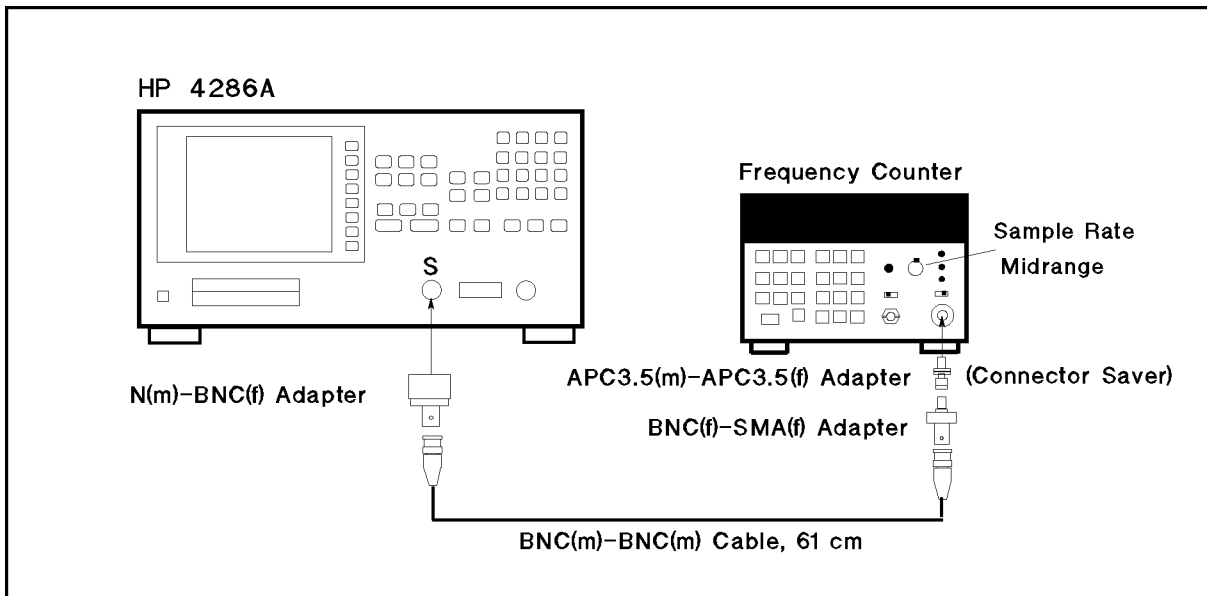 HP 4286A
Frequency Counter
Sample Rate
Midrange
S
APC3.5(m)-APC3.5(f) Adapter
(Connector Saver)
N(m)-BNC(f) Adapter
BNC(f)-SMA(f) Adapter
BNC(m)-BNC(m) Cable, 61 cm